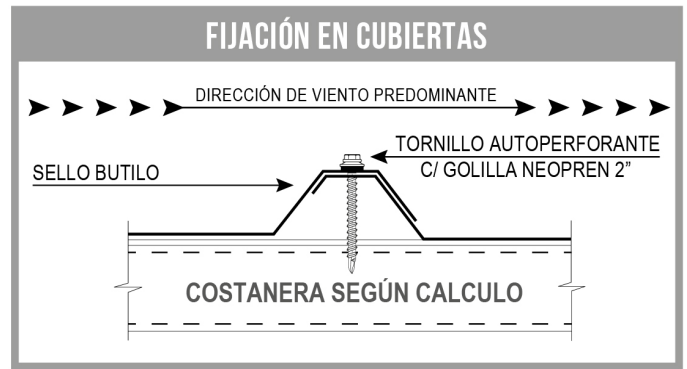 FIJACIÓN EN CUBIERTAS
DIRECCIÓN DE VIENTO PREDOMINANTE
TORNILLO AUTOPERFORANTE
C/ GOLILLA NEOPREN 2”
SELLO BUTILO
COSTANERA SEGÚN CALCULO